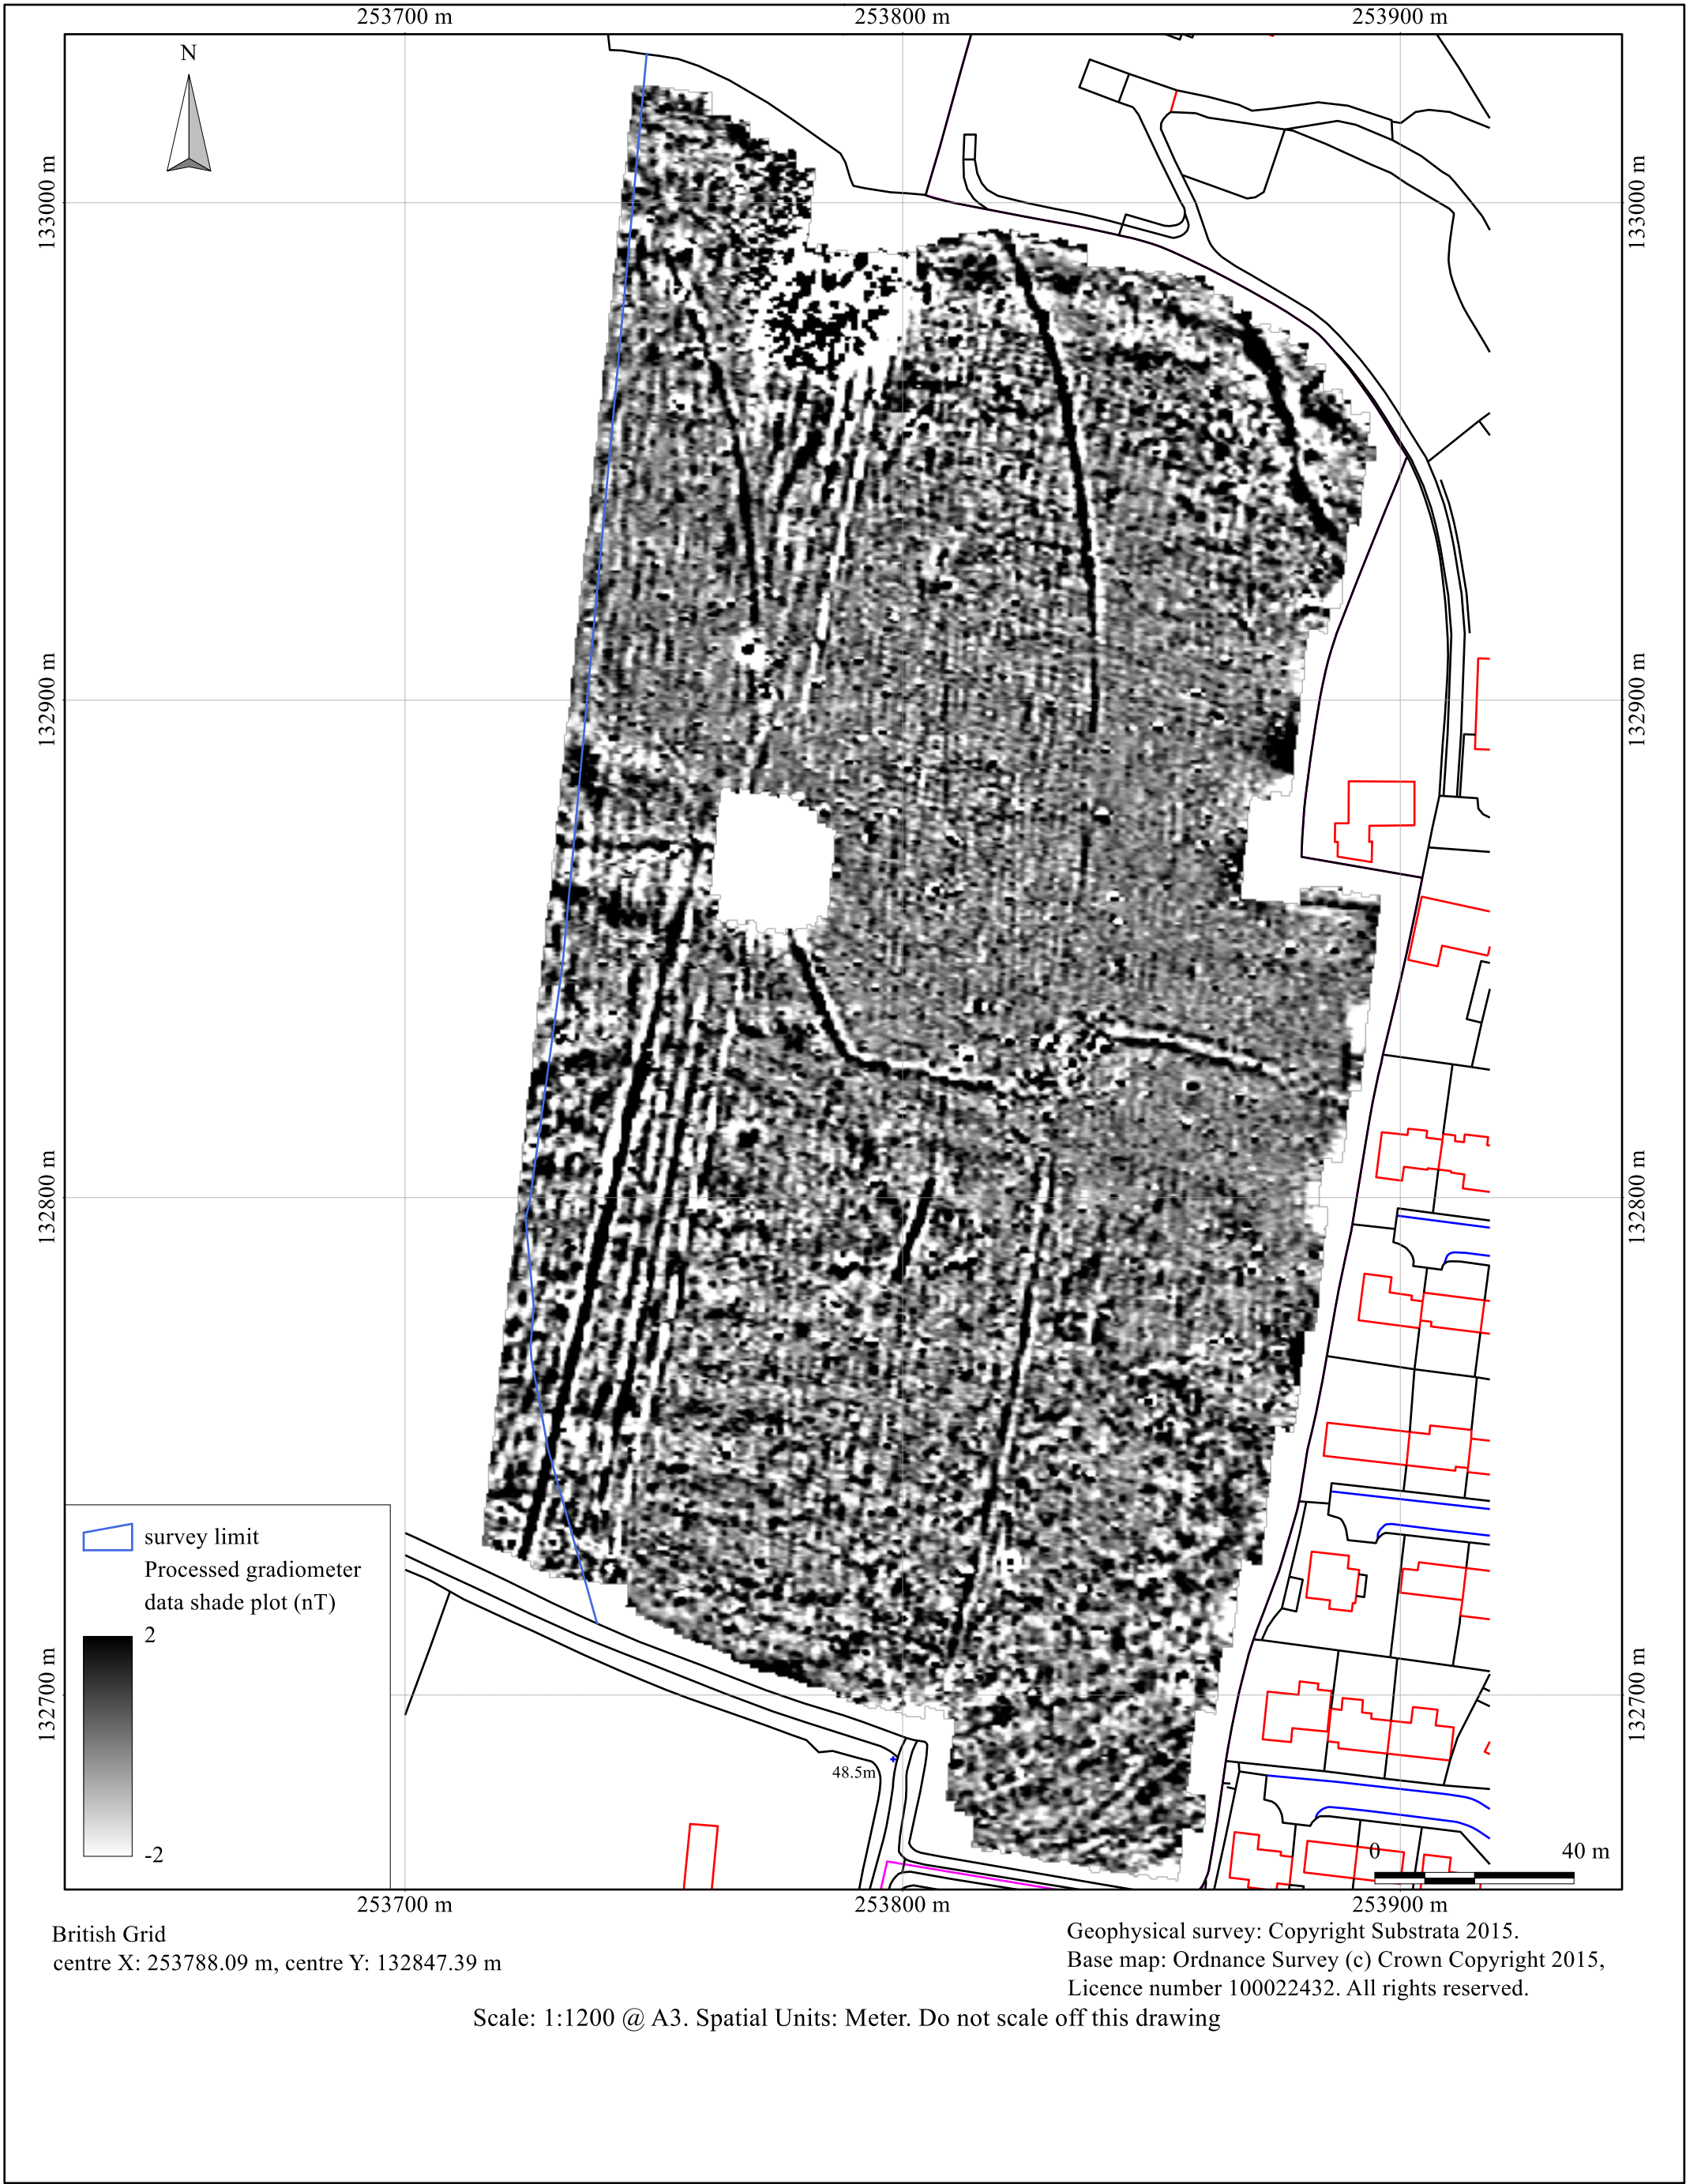 253700 m 253800 m 253900 m
N
133000 m 133000 m
132900 m 132900 m
132800 m 132800 m
132700 m 132700 m
survey limit
Processed gradiometer
data shade plot (nT)
2
-2
48.5m
0 40 m
253700 m 253800 m 253900 m
British Grid
centre X: 253788.09 m, centre Y: 132847.39 m
Geophysical survey: Copyright Substrata 2015.
Base map: Ordnance Survey (c) Crown Copyright 2015,
Licence number 100022432. All rights reserved.
Scale: 1:1200 @ A3. Spatial Units: Meter. Do not scale off this drawing